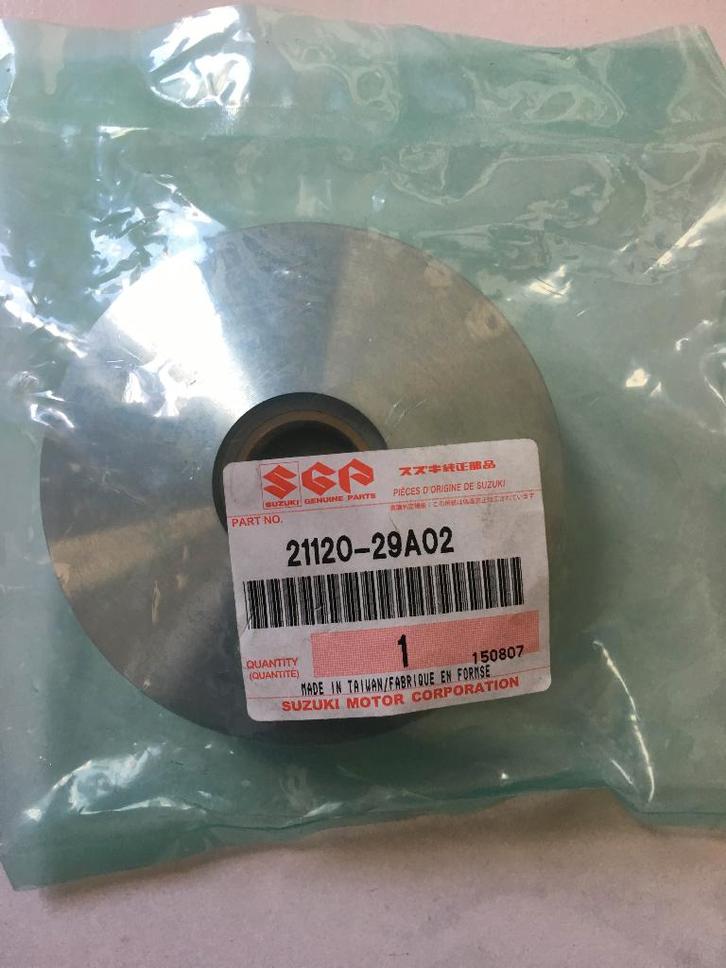 SGP スズキ純正部品
SUZUKI GENUINE PARTS PIÈCES D'ORIGINE DE SUZUKI
PART NO.
21120-29A02
1
QUANTITY 150807
(QUANTITÉ)
MADE IN TAIWAN/FABRIQUE EN FORMSE
SUZUKI MOTOR CORPORATION